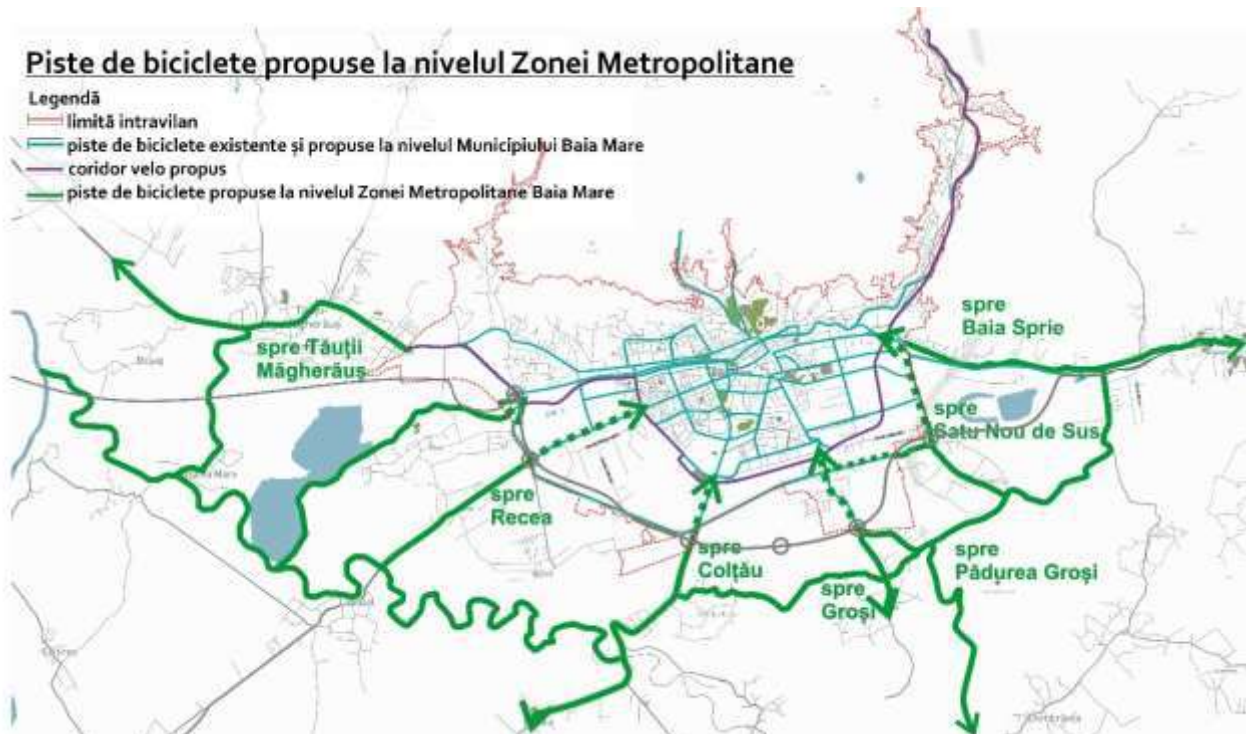 Piste de biciclete propuse la nivelul Zonei Metropolitane
Legendă
limită intravilan
piste de biciclete existente și propuse la nivelul Municipiului Baia Mare
coridor velo propus
piste de biciclete propuse la nivelul Zonei Metropolitane Baia Mare
spre
Baia Sprie
spre Tăuții
Măgherăuș
spre
Satu Nou de Sus
spre
Recea
spre
Colțău
spre
Pădurea Groși
spre
Groși